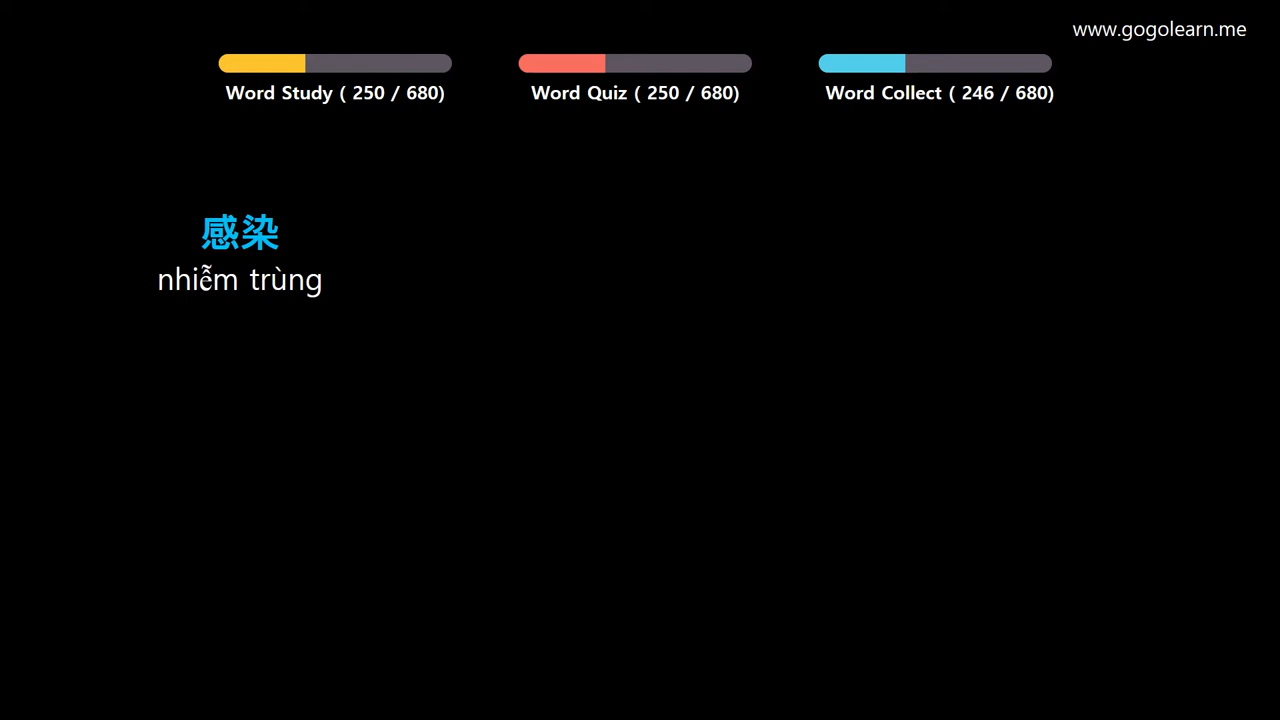 www.gogolearn.me
Word Study ( 250 / 680)
Word Quiz ( 250 / 680)
Word Collect ( 246 / 680)
感染
nhiễm trùng